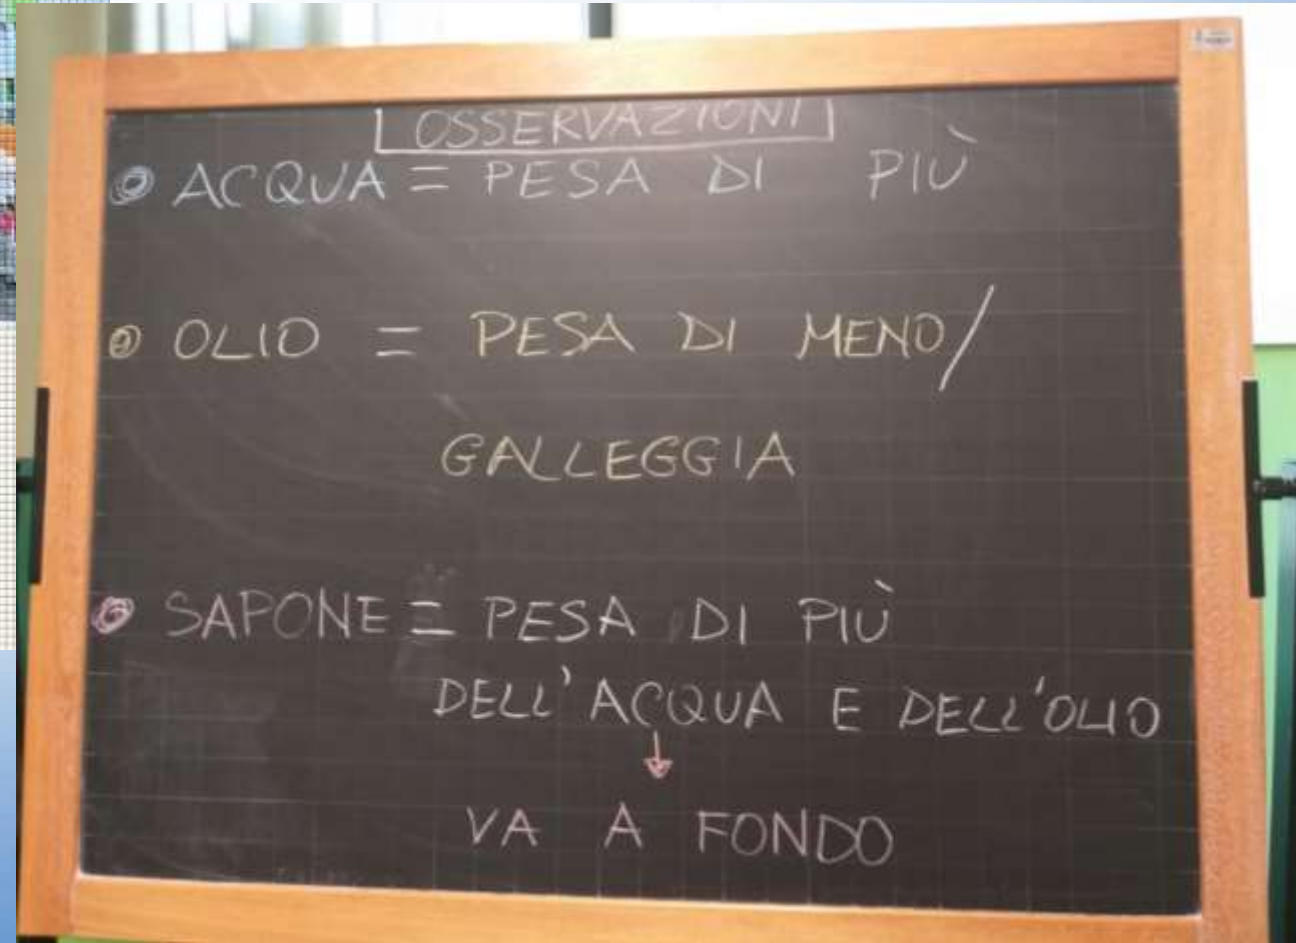 OSSERVAZIONI
ACQUA = PESA DI PIÙ
OLIO = PESA DI MENO/
GALLEGGIA
SAPONE = PESA DI PIÙ
DELL'ACQUA E DELL'OLIO
↓
VA A FONDO